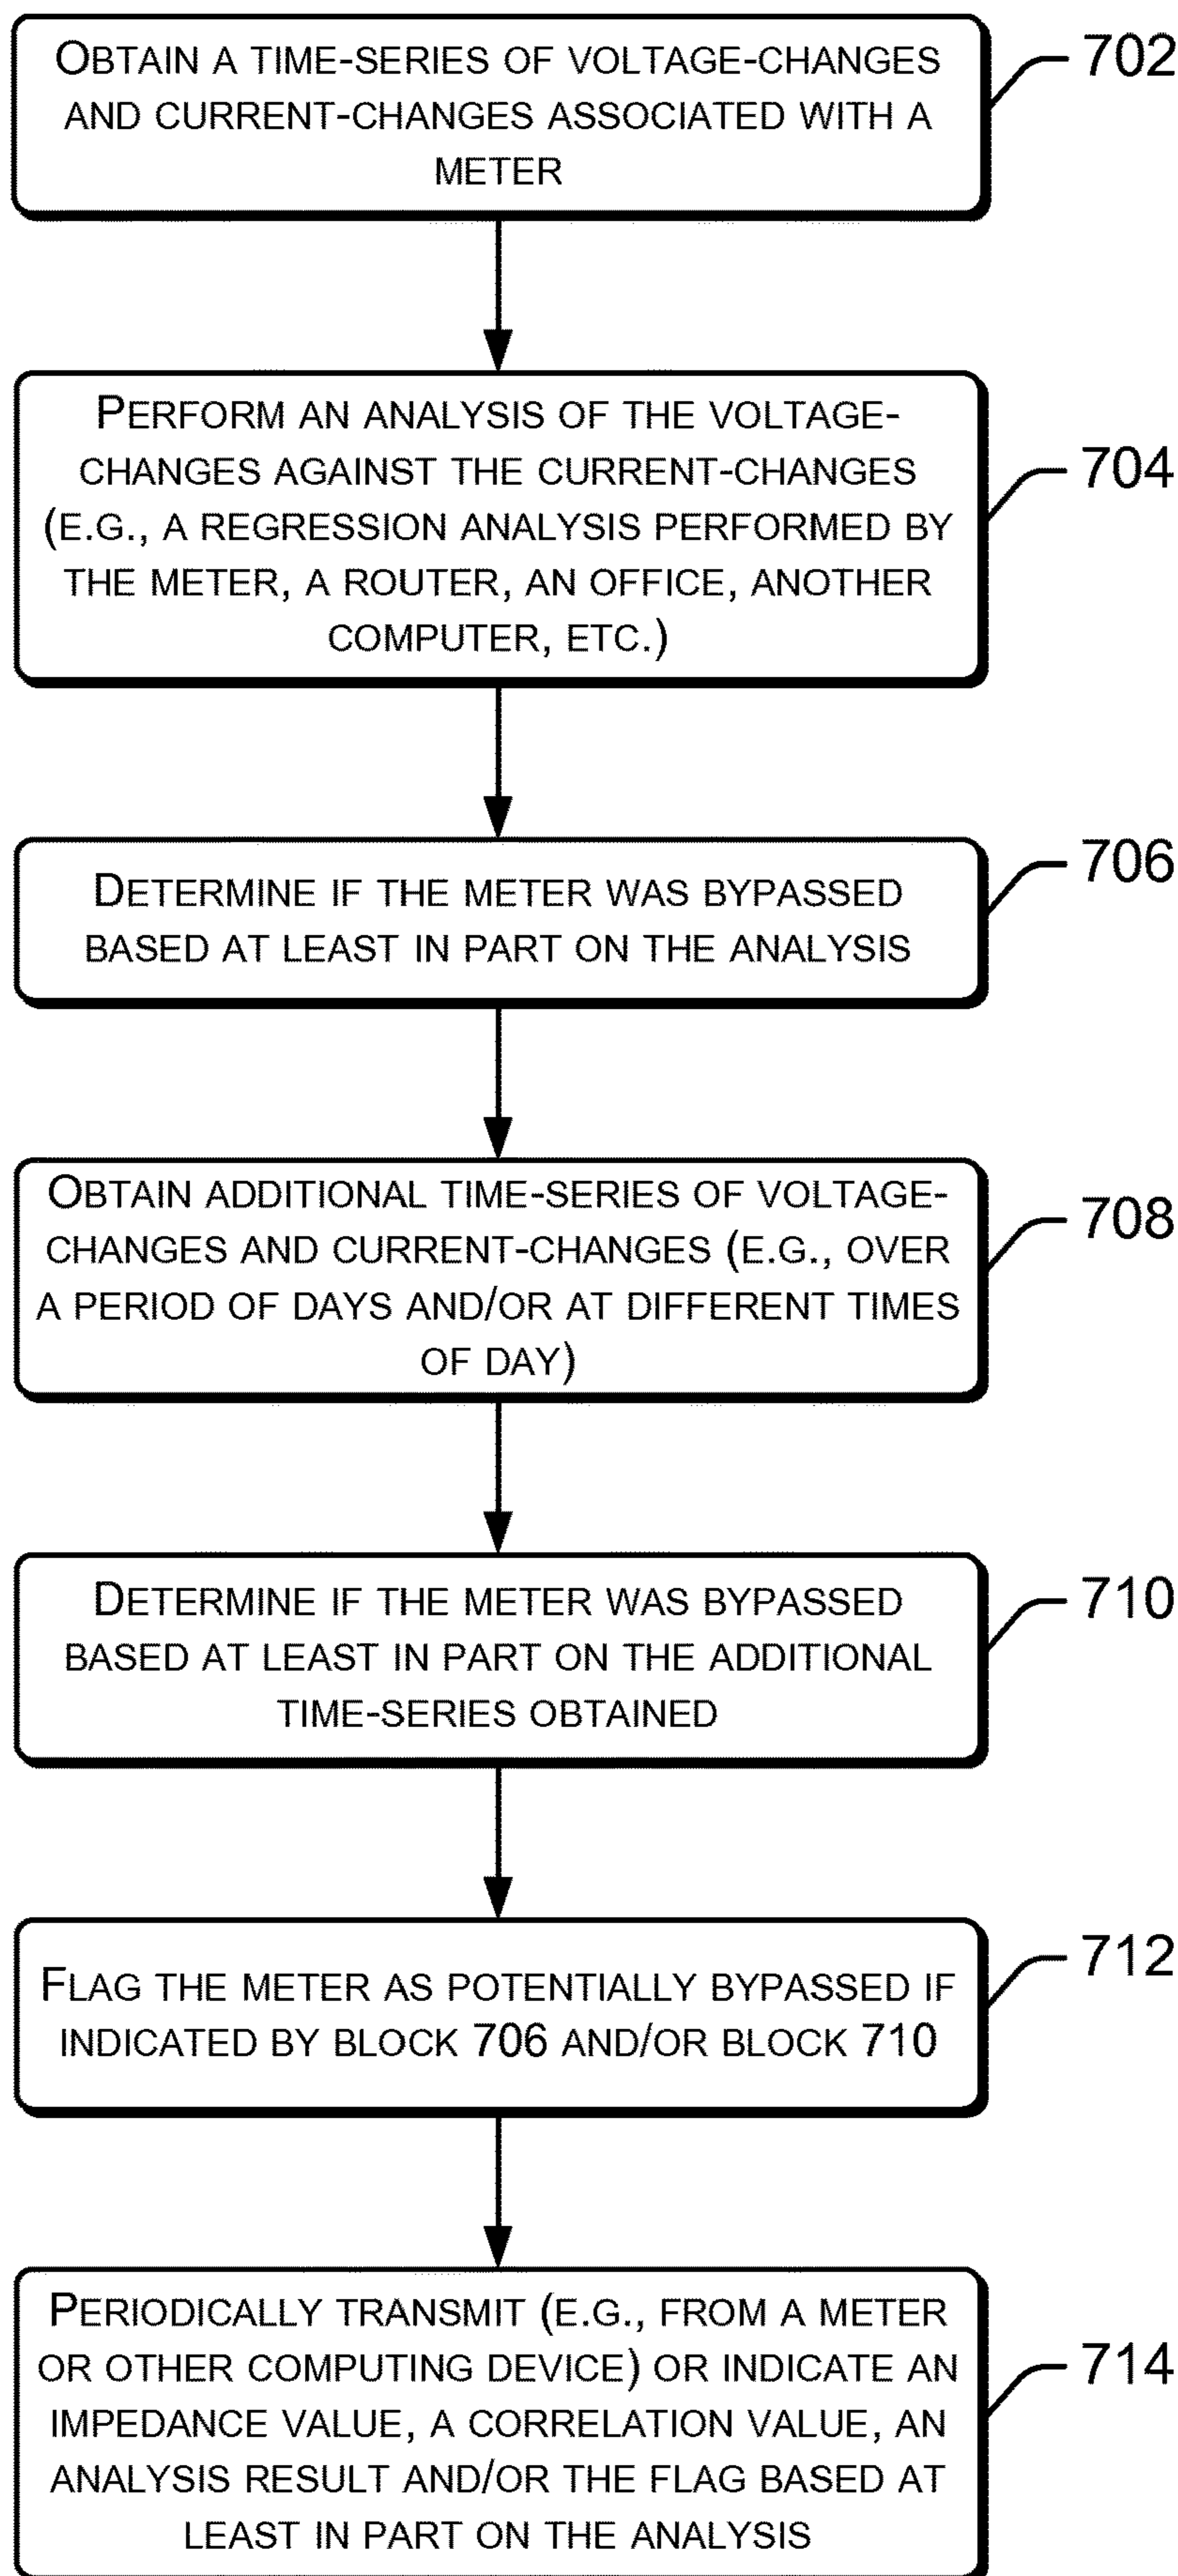 OBTAIN A TIME-SERIES OF VOLTAGE-CHANGES
AND CURRENT-CHANGES ASSOCIATED WITH A
METER
702
PERFORM AN ANALYSIS OF THE VOLTAGE-
CHANGES AGAINST THE CURRENT-CHANGES
(E.G., A REGRESSION ANALYSIS PERFORMED BY
THE METER, A ROUTER, AN OFFICE, ANOTHER
COMPUTER, ETC.)
704
DETERMINE IF THE METER WAS BYPASSED
BASED AT LEAST IN PART ON THE ANALYSIS
706
OBTAIN ADDITIONAL TIME-SERIES OF VOLTAGE-
CHANGES AND CURRENT-CHANGES (E.G., OVER
A PERIOD OF DAYS AND/OR AT DIFFERENT TIMES
OF DAY)
708
DETERMINE IF THE METER WAS BYPASSED
BASED AT LEAST IN PART ON THE ADDITIONAL
TIME-SERIES OBTAINED
710
FLAG THE METER AS POTENTIALLY BYPASSED IF
INDICATED BY BLOCK 706 AND/OR BLOCK 710
712
PERIODICALLY TRANSMIT (E.G., FROM A METER
OR OTHER COMPUTING DEVICE) OR INDICATE AN
IMPEDANCE VALUE, A CORRELATION VALUE, AN
ANALYSIS RESULT AND/OR THE FLAG BASED AT
LEAST IN PART ON THE ANALYSIS
714